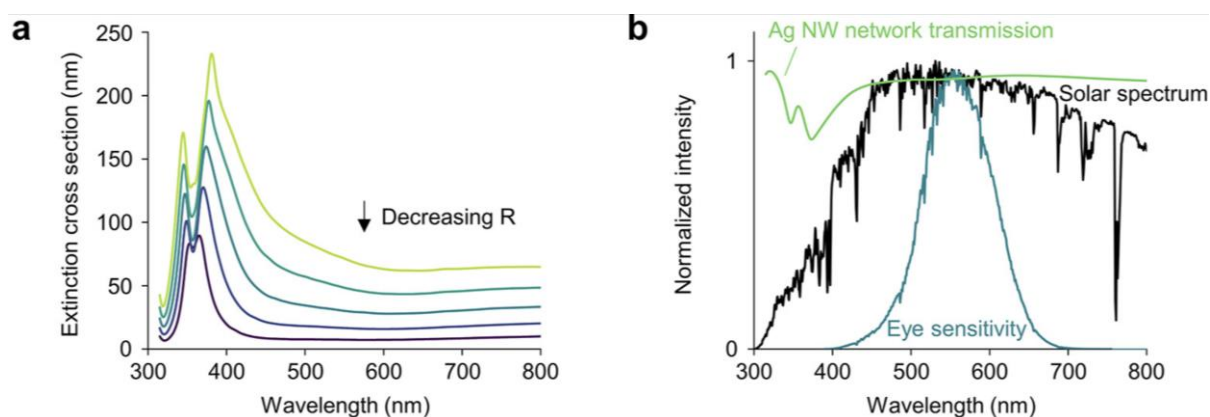 a
250
200
150
100
50
0
Extinction cross section (nm)
Decreasing R
300 400 500 600 700 800
Wavelength (nm)
b
Ag NW network transmission
1
Solar spectrum
Normalized intensity
Eye sensitivity
0
300 400 500 600 700 800
Wavelength (nm)